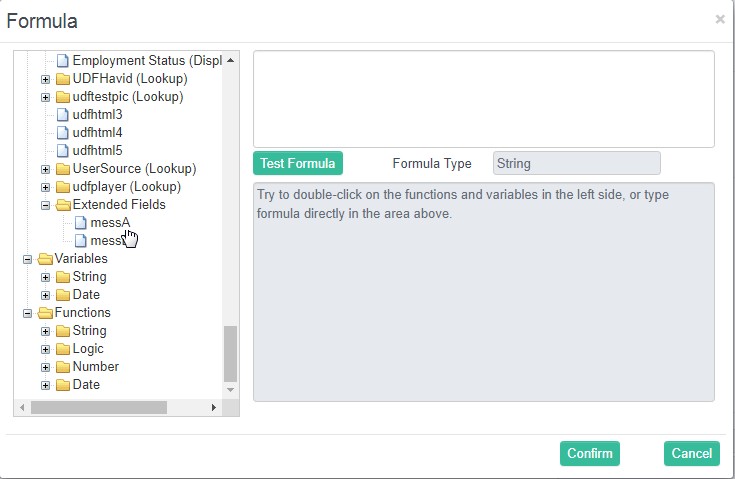 Formula
×
Employment Status (Displ
UDFHavid (Lookup)
udftestpic (Lookup)
udfhtml3
udfhtml4
udfhtml5
UserSource (Lookup)
udfplayer (Lookup)
Extended Fields
messA
Variables
String
Date
Functions
String
Logic
Number
Date
Test Formula
Formula Type
String
Try to double-click on the functions and variables in the left side, or type
formula directly in the area above.
Confirm
Cancel